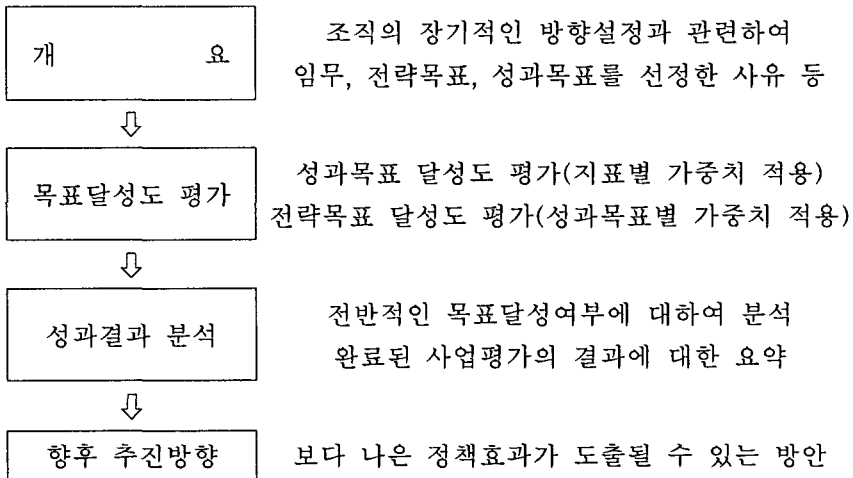 개 요
조직의 장기적인 방향설정과 관련하여
임무, 전략목표, 성과목표를 선정한 사유 등
⇩
목표달성도 평가
성과목표 달성도 평가(지표별 가중치 적용)
전략목표 달성도 평가(성과목표별 가중치 적용)
⇩
성과결과 분석
전반적인 목표달성여부에 대하여 분석
완료된 사업평가의 결과에 대한 요약
⇩
향후 추진방향
보다 나은 정책효과가 도출될 수 있는 방안